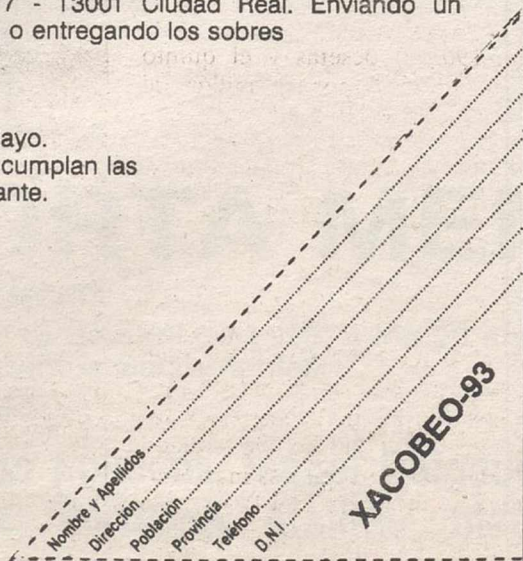 7 - 13001 Ciudad Real. Enviando un
o entregando los sobres
ayo.
cumplan las
ante.
Nombre y Apellidos
Dirección
Población
Provincia
Teléfono
D.N.I
XACOBEO-93